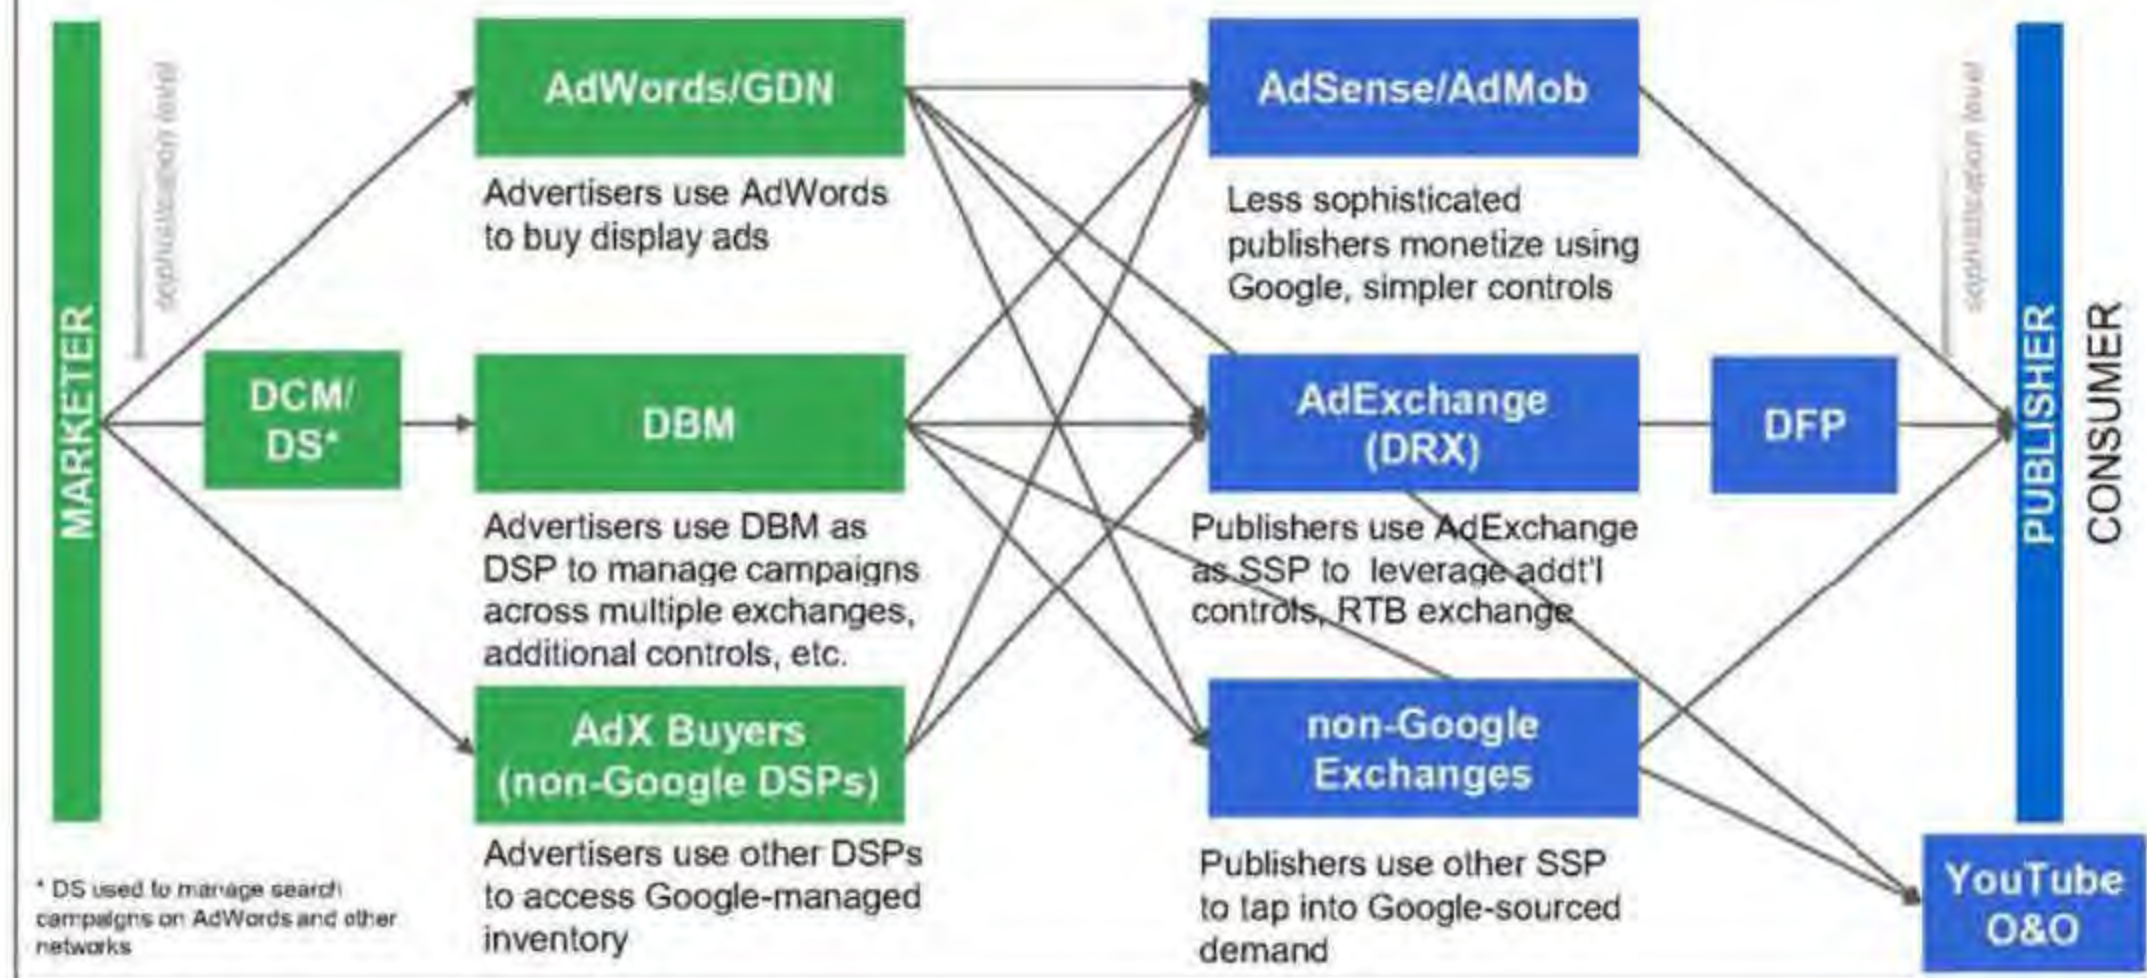 MARKETER
sophistication level
DCM/
DS*
* DS used to manage search
campaigns on AdWords and other
networks
AdWords/GDN
Advertisers use AdWords
to buy display ads
DBM
Advertisers use DBM as
DSP to manage campaigns
across multiple exchanges,
additional controls, etc.
AdX Buyers
(non-Google DSPs)
Advertisers use other DSPs
to access Google-managed
inventory
AdSense/AdMob
Less sophisticated
publishers monetize using
Google, simpler controls
AdExchange
(DRX)
Publishers use AdExchange
as SSP to leverage addt'l
controls, RTB exchange
non-Google
Exchanges
Publishers use other SSP
to tap into Google-sourced
demand
DFP
sophistication level
PUBLISHER
CONSUMER
YouTube
O&O